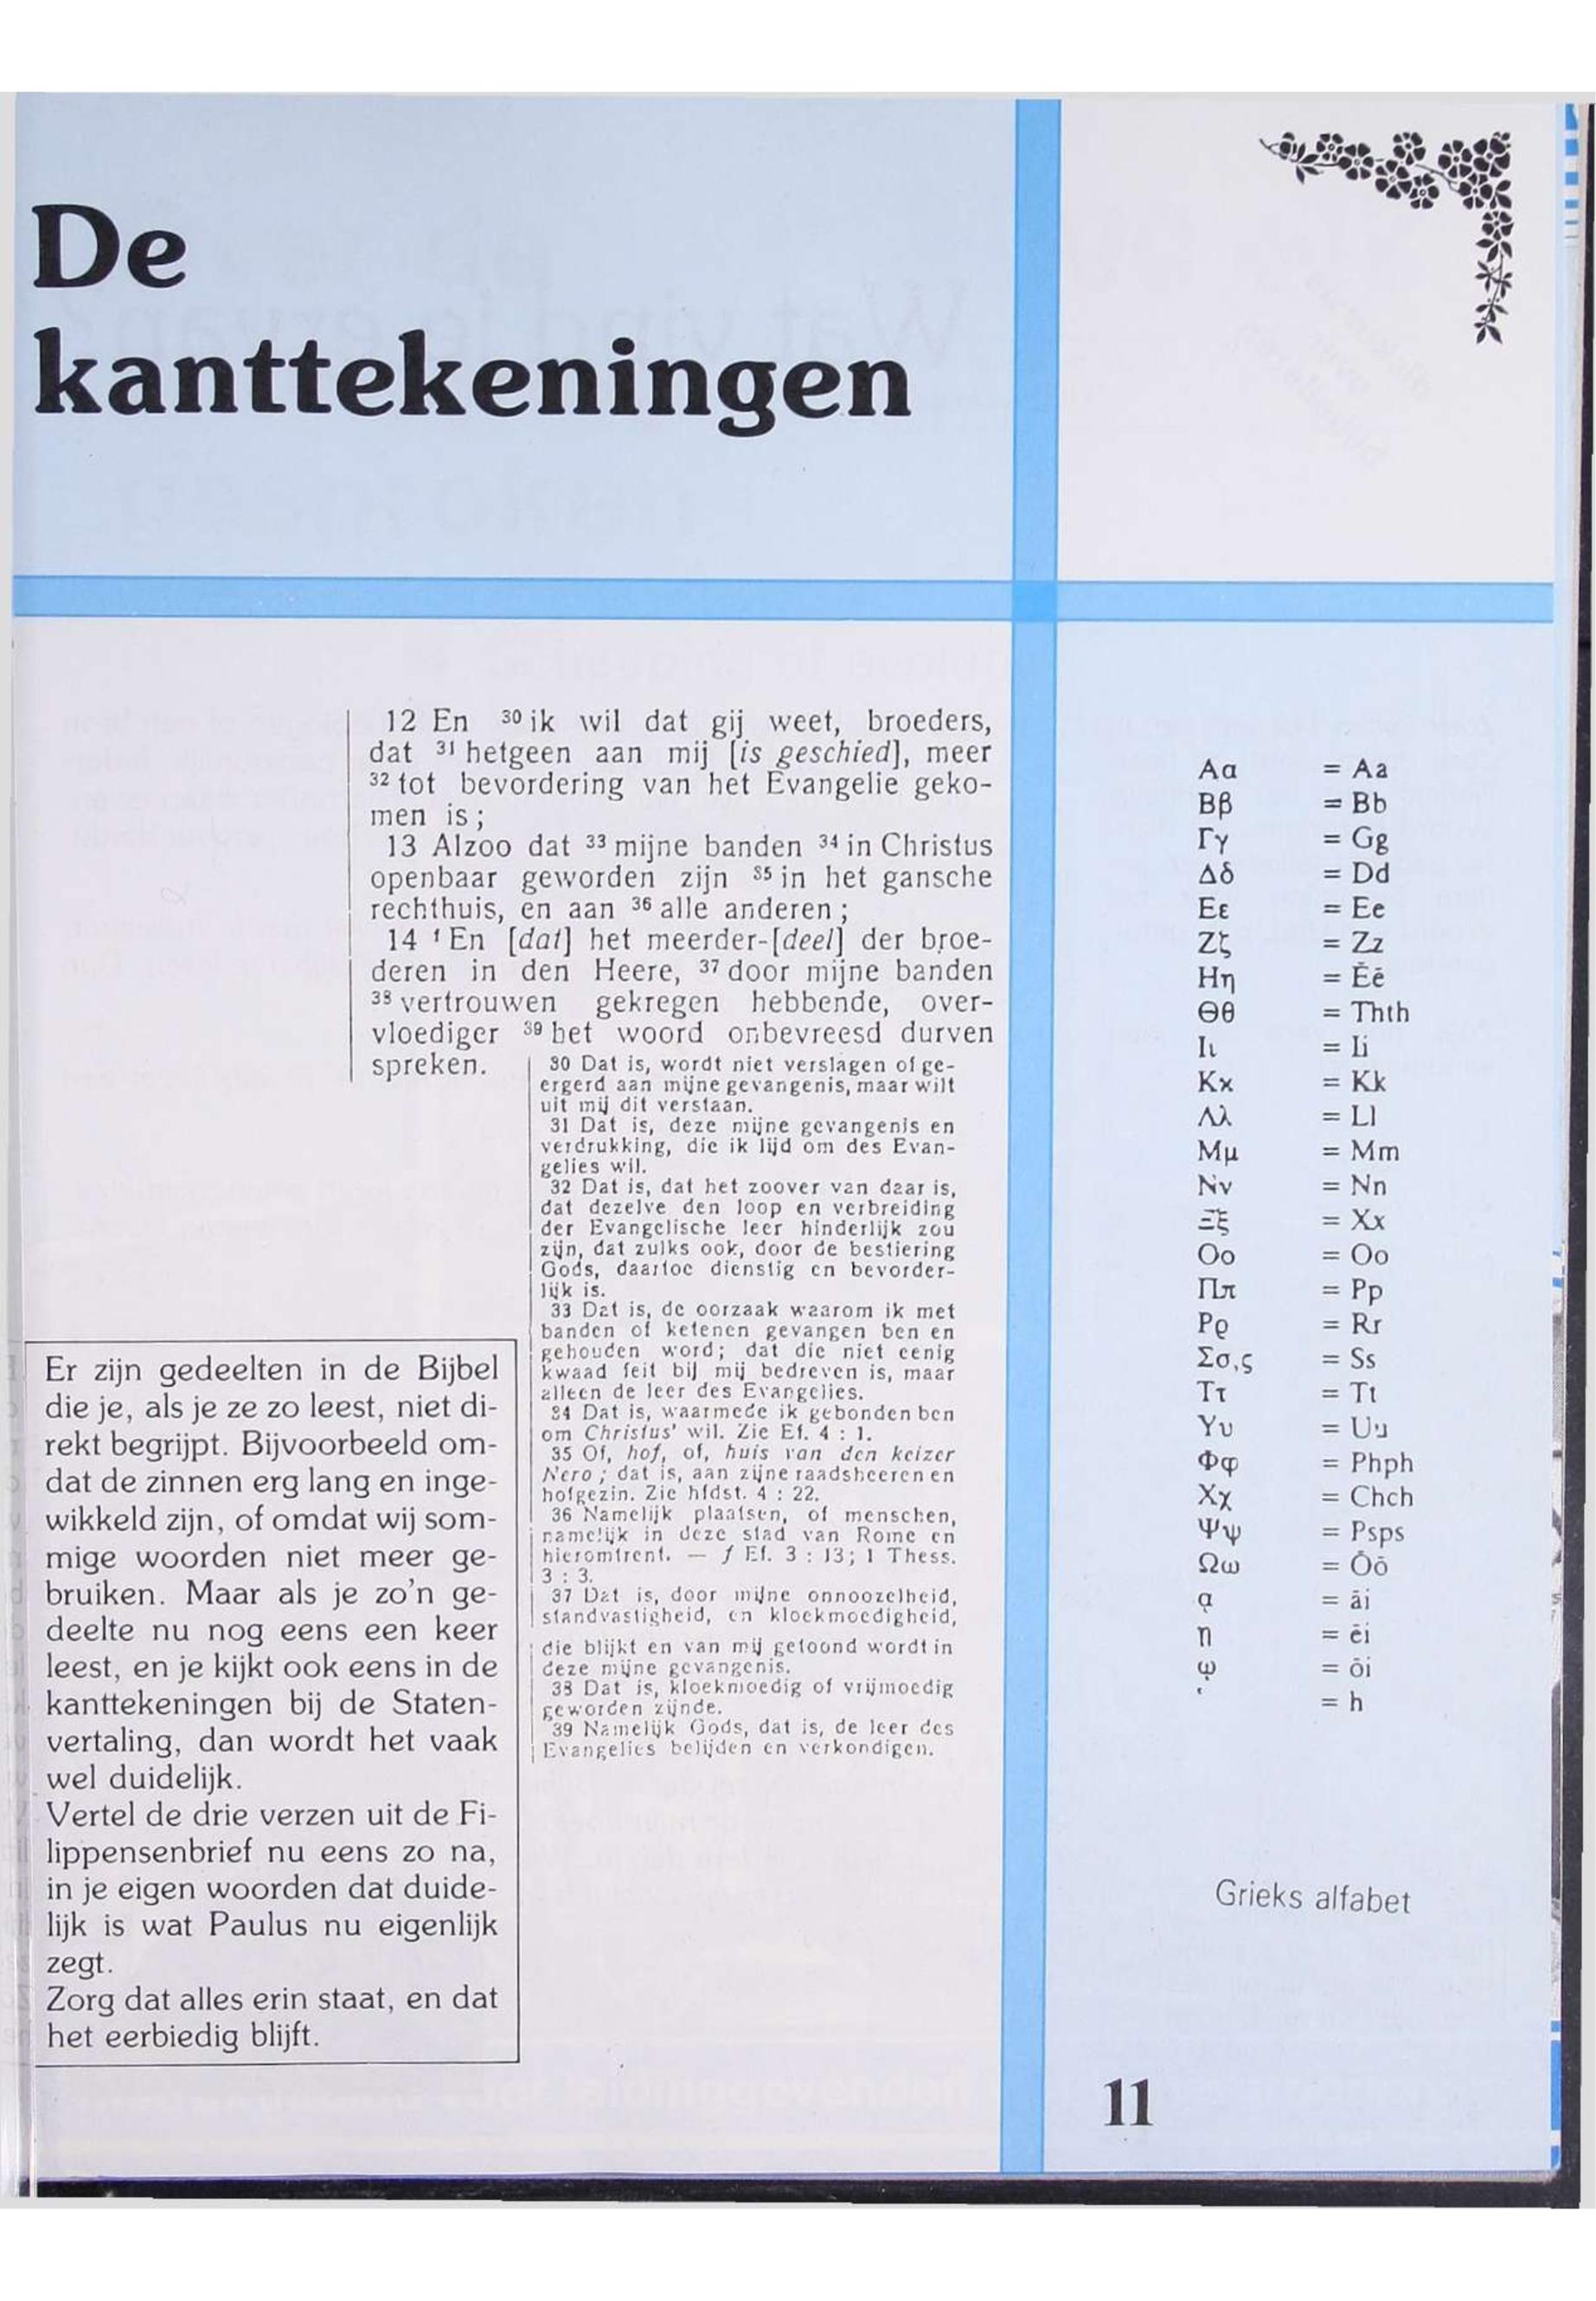 De
kanttekeningen
12 En ³⁰ ik wil dat gij weet, broeders,
dat ³¹ hetgeen aan mij [is geschied], meer
³² tot bevordering van het Evangelie geko-
men is;
13 Alzoo dat ³³ mijne banden ³⁴ in Christus
openbaar geworden zijn ³⁵ in het gansche
rechthuis, en aan ³⁶ alle anderen;
14 ᶠ En [dat] het meerder-[deel] der broe-
deren in den Heere, ³⁷ door mijne banden
³⁸ vertrouwen gekregen hebbende, over-
vloediger ³⁹ het woord onbevreesd durven
spreken.
30 Dat is, wordt niet verslagen of ge-
ergerd aan mijne gevangenis, maar wilt
uit mij dit verstaan.
31 Dat is, deze mijne gevangenis en
verdrukking, die ik lijd om des Evan-
gelies wil.
32 Dat is, dat het zoover van daar is,
dat dezelve den loop en verbreiding
der Evangelische leer hinderlijk zou
zijn, dat zulks ook, door de bestiering
Gods, daartoe dienstig en bevorder-
lijk is.
33 Dat is, de oorzaak waarom ik met
banden of ketenen gevangen ben en
gehouden word; dat die niet eenig
kwaad feit bij mij bedreven is, maar
alleen de leer des Evangelies.
34 Dat is, waarmede ik gebonden ben
om Christus' wil. Zie Ef. 4 : 1.
35 Of, hof, of, huis van den keizer
Nero; dat is, aan zijne raadsheeren en
hofgezin. Zie hfdst. 4 : 22.
36 Namelijk plaatsen, of menschen,
namelijk in deze stad van Rome en
hieromtrent. — f Ef. 3 : 13; 1 Thess.
3 : 3.
37 Dat is, door mijne onnoozelheid,
standvastigheid, en kloekmoedigheid,
die blijkt en van mij getoond wordt in
deze mijne gevangenis.
38 Dat is, kloekmoedig of vrijmoedig
geworden zijnde.
39 Namelijk Gods, dat is, de leer des
Evangelies belijden en verkondigen.
Er zijn gedeelten in de Bijbel
die je, als je ze zo leest, niet di-
rekt begrijpt. Bijvoorbeeld om-
dat de zinnen erg lang en inge-
wikkeld zijn, of omdat wij som-
mige woorden niet meer ge-
bruiken. Maar als je zo'n ge-
deelte nu nog eens een keer
leest, en je kijkt ook eens in de
kanttekeningen bij de Staten-
vertaling, dan wordt het vaak
wel duidelijk.
Vertel de drie verzen uit de Fi-
lippensenbrief nu eens zo na,
in je eigen woorden dat duide-
lijk is wat Paulus nu eigenlijk
zegt.
Zorg dat alles erin staat, en dat
het eerbiedig blijft.
Αα = Aa
Ββ = Bb
Γγ = Gg
Δδ = Dd
Εε = Ee
Ζζ = Zz
Ηη = Ēē
Θθ = Thth
Ιι = Ii
Κϰ = Kk
Λλ = Ll
Μμ = Mm
Νν = Nn
Ξξ = Xx
Οο = Oo
Ππ = Pp
Ρϱ = Rr
Σσ,ς = Ss
Ττ = Tt
Υυ = Uu
Φφ = Phph
Χχ = Chch
Ψψ = Psps
Ωω = Ōō
ᾳ = āi
η = ēi
ῳ = ōi
῾ = h
Grieks alfabet
11